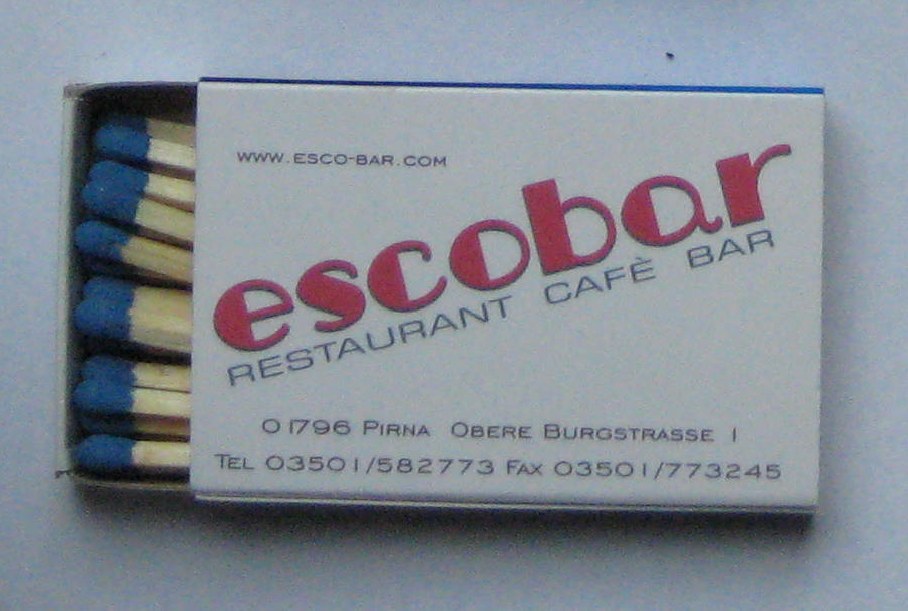 WWW.ESCO-BAR.COM
escobar
RESTAURANT CAFÈ BAR
01796 PIRNA OBERE BURGSTRASSE 1
TEL 03501/582773 FAX 03501/773245